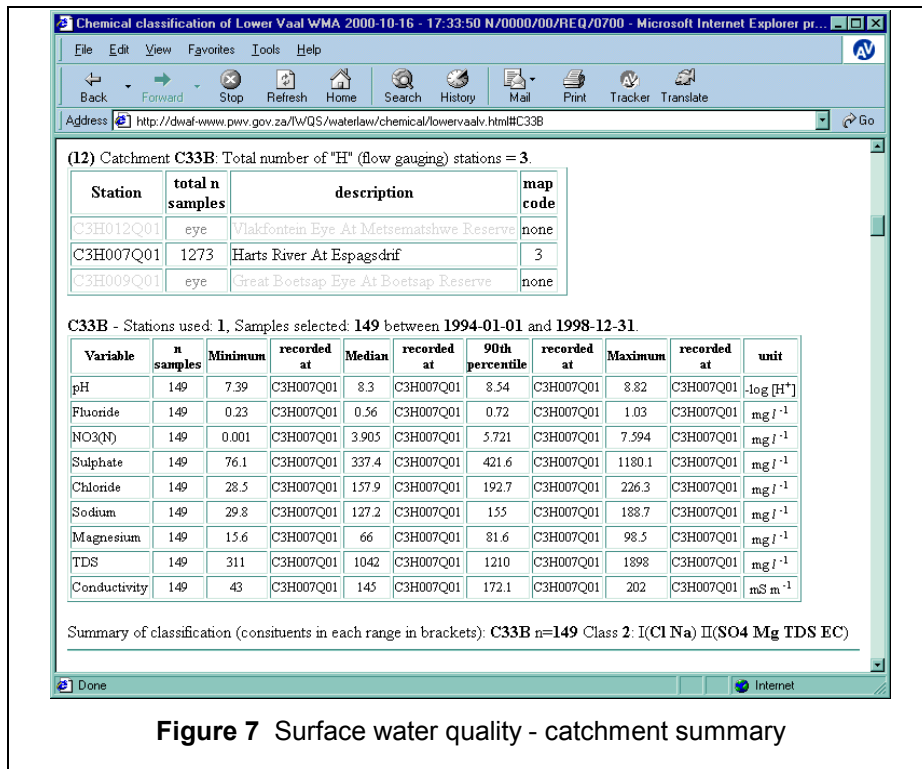 Chemical classification of Lower Vaal WMA 2000-10-16 - 17:33:50 N/0000/00/REQ/0700 - Microsoft Internet Explorer pr...
File Edit View Favorites Tools Help
Back Forward Stop Refresh Home Search History Mail Print Tracker Translate
Address http://dwaf-www.pwv.gov.za/IWQS/waterlaw/chemical/lowervaalv.html#C33B Go
(12) Catchment C33B: Total number of "H" (flow gauging) stations = 3.
Station total n samples description map code
C3H012Q01 eye Vlakfontein Eye At Metsematshwe Reserve none
C3H007Q01 1273 Harts River At Espagsdrif 3
C3H009Q01 eye Great Boetsap Eye At Boetsap Reserve none
C33B - Stations used: 1, Samples selected: 149 between 1994-01-01 and 1998-12-31.
Variable n samples Minimum recorded at Median recorded at 90th percentile recorded at Maximum recorded at unit
pH 149 7.39 C3H007Q01 8.3 C3H007Q01 8.54 C3H007Q01 8.82 C3H007Q01 -log [H⁺]
Fluoride 149 0.23 C3H007Q01 0.56 C3H007Q01 0.72 C3H007Q01 1.03 C3H007Q01 mg l⁻¹
NO3(N) 149 0.001 C3H007Q01 3.905 C3H007Q01 5.721 C3H007Q01 7.594 C3H007Q01 mg l⁻¹
Sulphate 149 76.1 C3H007Q01 337.4 C3H007Q01 421.6 C3H007Q01 1180.1 C3H007Q01 mg l⁻¹
Chloride 149 28.5 C3H007Q01 157.9 C3H007Q01 192.7 C3H007Q01 226.3 C3H007Q01 mg l⁻¹
Sodium 149 29.8 C3H007Q01 127.2 C3H007Q01 155 C3H007Q01 188.7 C3H007Q01 mg l⁻¹
Magnesium 149 15.6 C3H007Q01 66 C3H007Q01 81.6 C3H007Q01 98.5 C3H007Q01 mg l⁻¹
TDS 149 311 C3H007Q01 1042 C3H007Q01 1210 C3H007Q01 1898 C3H007Q01 mg l⁻¹
Conductivity 149 43 C3H007Q01 145 C3H007Q01 172.1 C3H007Q01 202 C3H007Q01 mS m⁻¹
Summary of classification (consituents in each range in brackets): C33B n=149 Class 2: I(Cl Na) II(SO4 Mg TDS EC)
Done Internet
Figure 7 Surface water quality - catchment summary